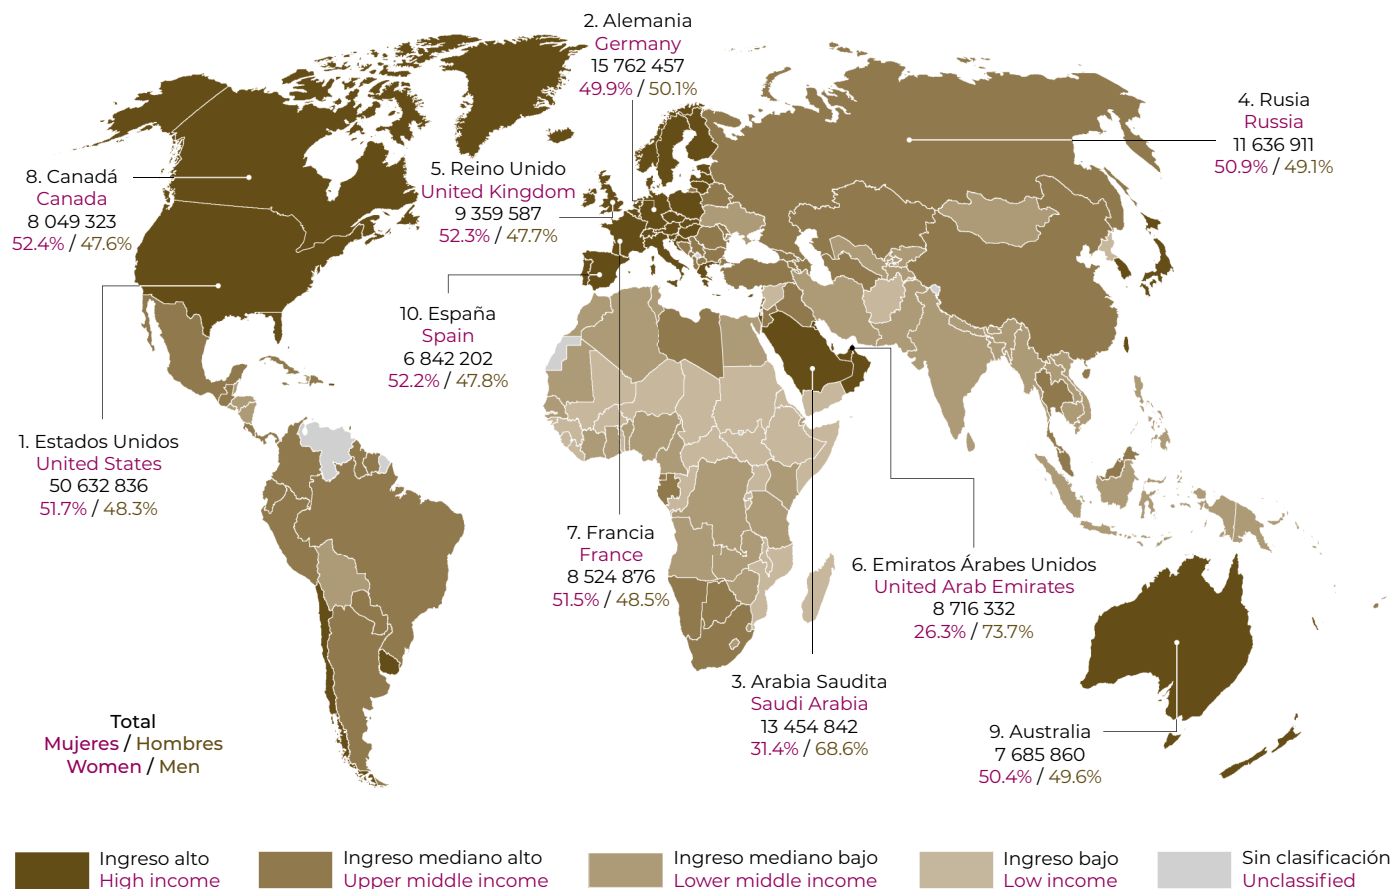 2. Alemania
Germany
15 762 457
49.9% / 50.1%
4. Rusia
Russia
11 636 911
50.9% / 49.1%
8. Canadá
Canada
8 049 323
52.4% / 47.6%
5. Reino Unido
United Kingdom
9 359 587
52.3% / 47.7%
10. España
Spain
6 842 202
52.2% / 47.8%
1. Estados Unidos
United States
50 632 836
51.7% / 48.3%
7. Francia
France
8 524 876
51.5% / 48.5%
6. Emiratos Árabes Unidos
United Arab Emirates
8 716 332
26.3% / 73.7%
3. Arabia Saudita
Saudi Arabia
13 454 842
31.4% / 68.6%
9. Australia
7 685 860
50.4% / 49.6%
Total
Mujeres / Hombres
Women / Men
Ingreso alto
High income
Ingreso mediano alto
Upper middle income
Ingreso mediano bajo
Lower middle income
Ingreso bajo
Low income
Sin clasificación
Unclassified